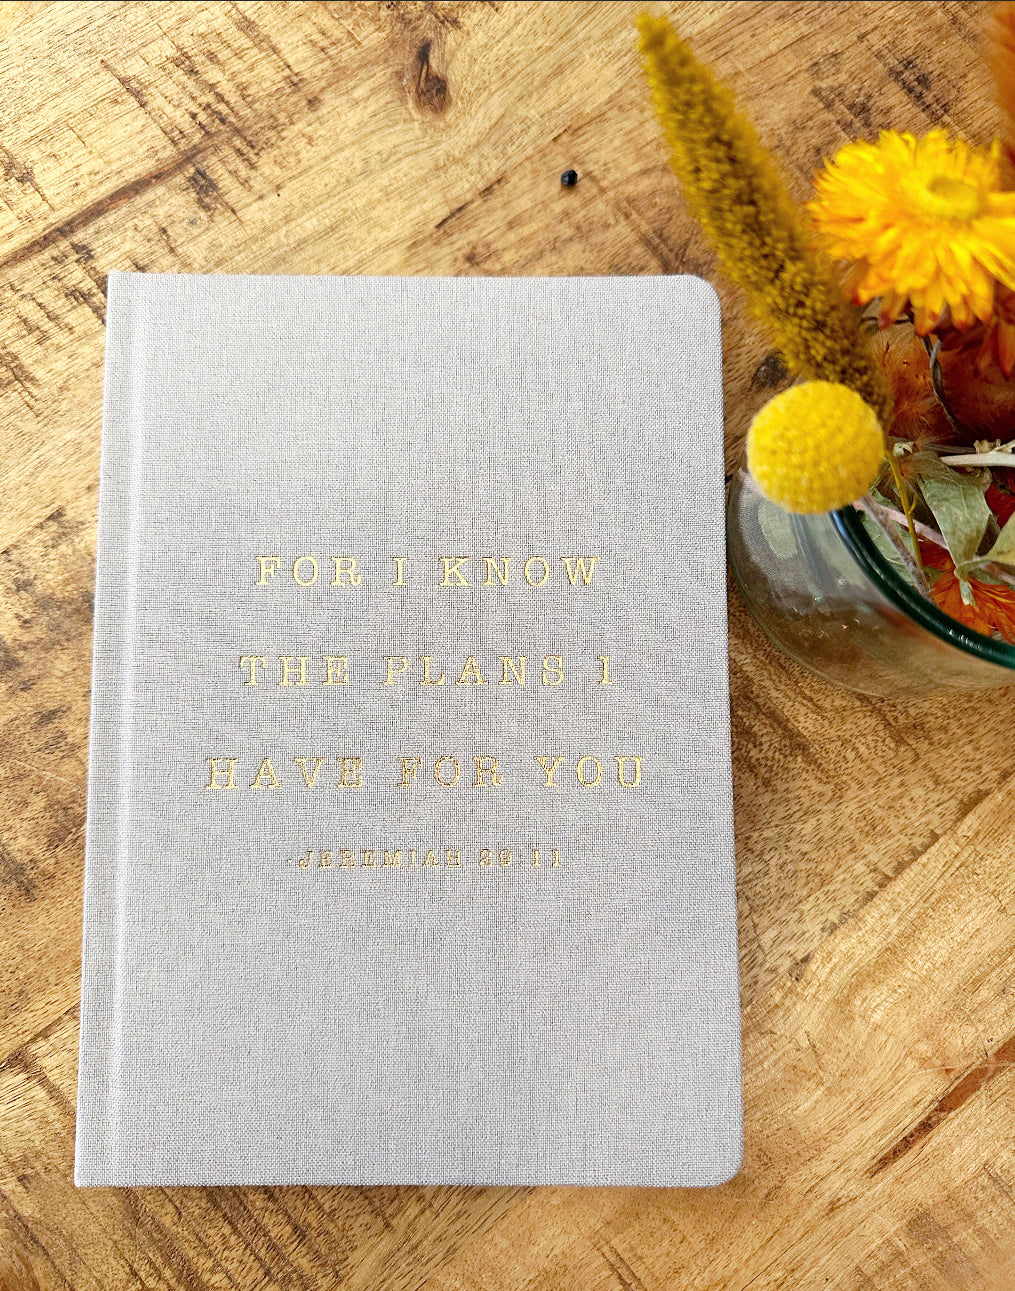 FOR I KNOW
THE PLANS I
HAVE FOR YOU
JEREMIAH 29:11